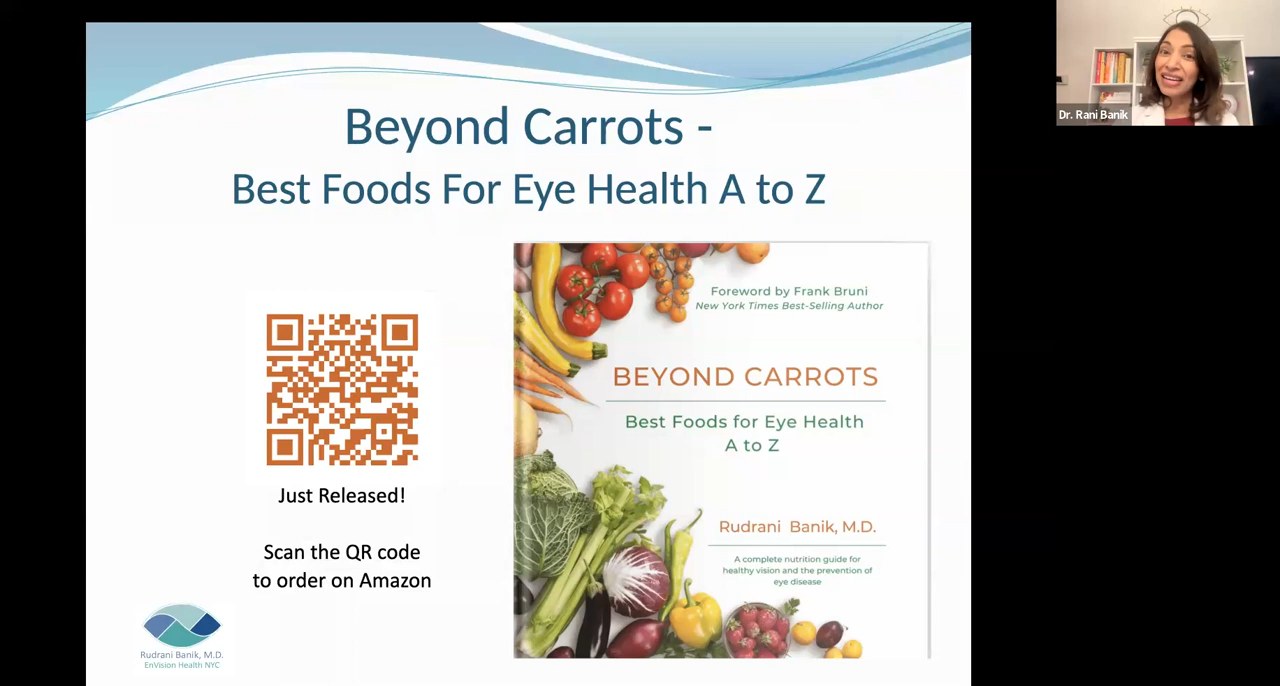 Beyond Carrots -
Best Foods For Eye Health A to Z
Just Released!
Scan the QR code
to order on Amazon
Rudrani Banik, M.D.
EnVision Health NYC
Foreword by Frank Bruni
New York Times Best-Selling Author
BEYOND CARROTS
Best Foods for Eye Health
A to Z
Rudrani Banik, M.D.
A complete nutrition guide for
healthy vision and the prevention of
eye disease
Dr. Rani Banik